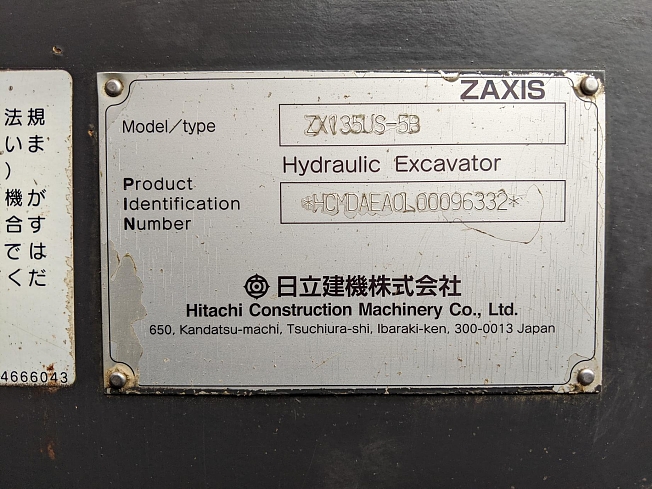 法規
いま
)
機が
合す
では
くだ
4666043
ZAXIS
Model/type ZX135US-5B
Hydraulic Excavator
Product
Identification
Number
*HCMDAEA0L00096332*
日立建機株式会社
Hitachi Construction Machinery Co., Ltd.
650, Kandatsu-machi, Tsuchiura-shi, Ibaraki-ken, 300-0013 Japan